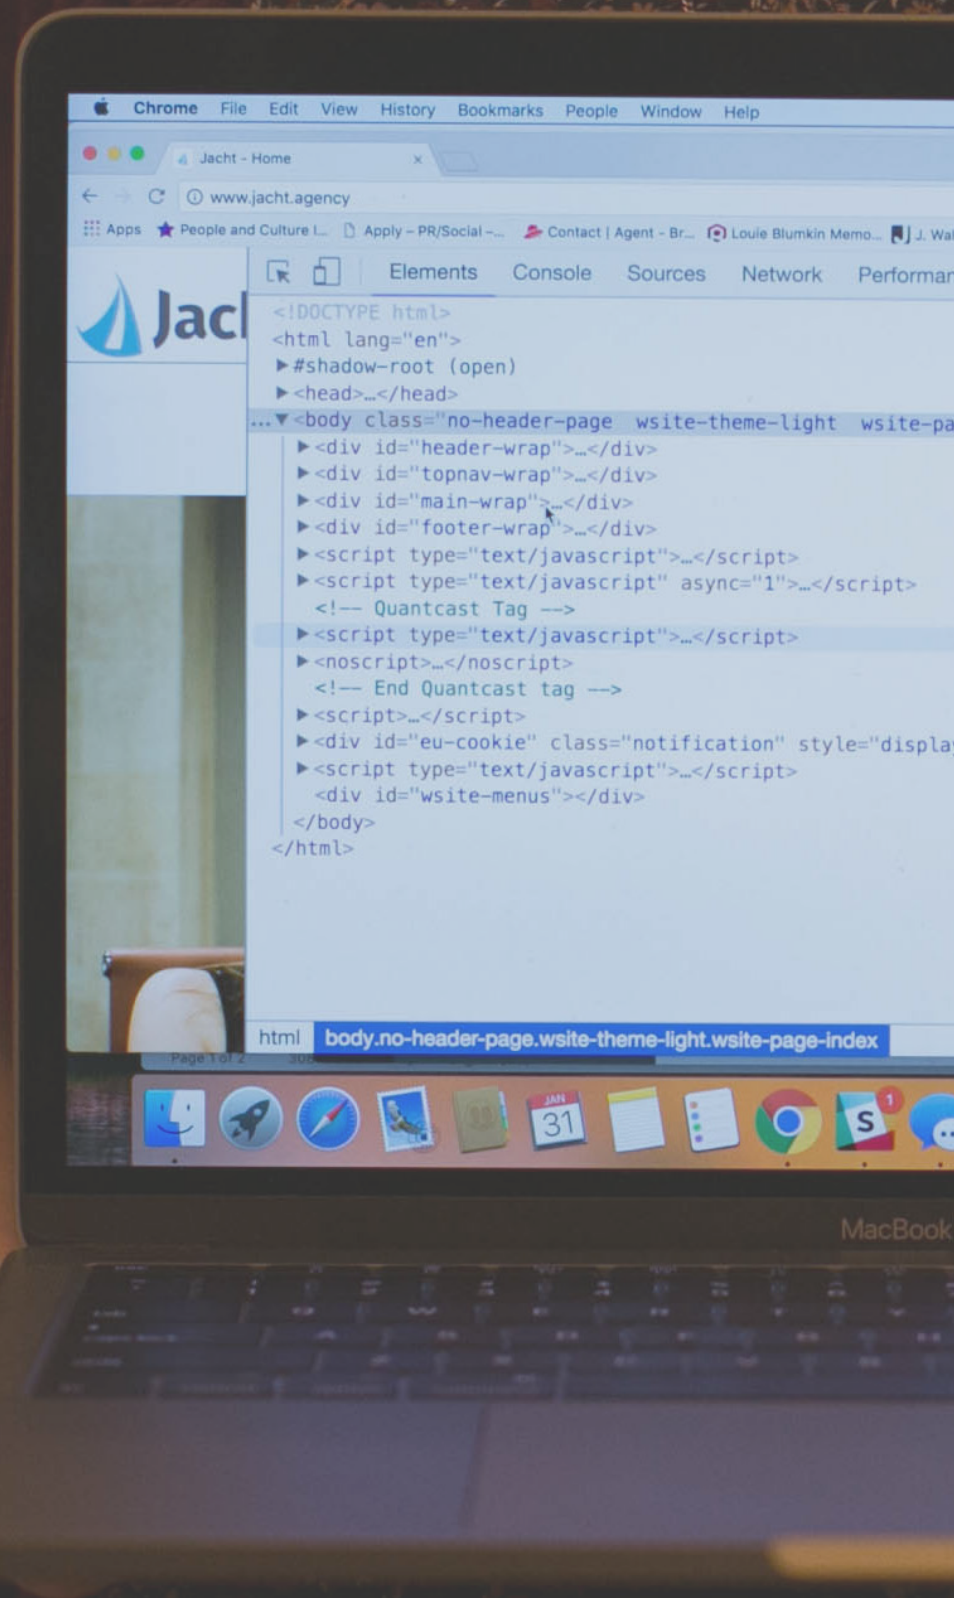 Chrome File Edit View History Bookmarks People Window Help
Jacht - Home
www.jacht.agency
Apps People and Culture I... Apply – PR/Social –... Contact | Agent - Br... Louie Blumkin Memo... J. Wal
Jach
Elements Console Sources Network Performan
<!DOCTYPE html>
<html lang="en">
▶#shadow-root (open)
▶<head>…</head>
...▼<body class="no-header-page  wsite-theme-light  wsite-pa
▶<div id="header-wrap">…</div>
▶<div id="topnav-wrap">…</div>
▶<div id="main-wrap">…</div>
▶<div id="footer-wrap">…</div>
▶<script type="text/javascript">…</script>
▶<script type="text/javascript" async="1">…</script>
<!-- Quantcast Tag -->
▶<script type="text/javascript">…</script>
▶<noscript>…</noscript>
<!-- End Quantcast tag -->
▶<script>…</script>
▶<div id="eu-cookie" class="notification" style="display
▶<script type="text/javascript">…</script>
<div id="wsite-menus"></div>
</body>
</html>
html body.no-header-page.wsite-theme-light.wsite-page-index
Page 1 of 2
JAN
31
S
1
MacBook